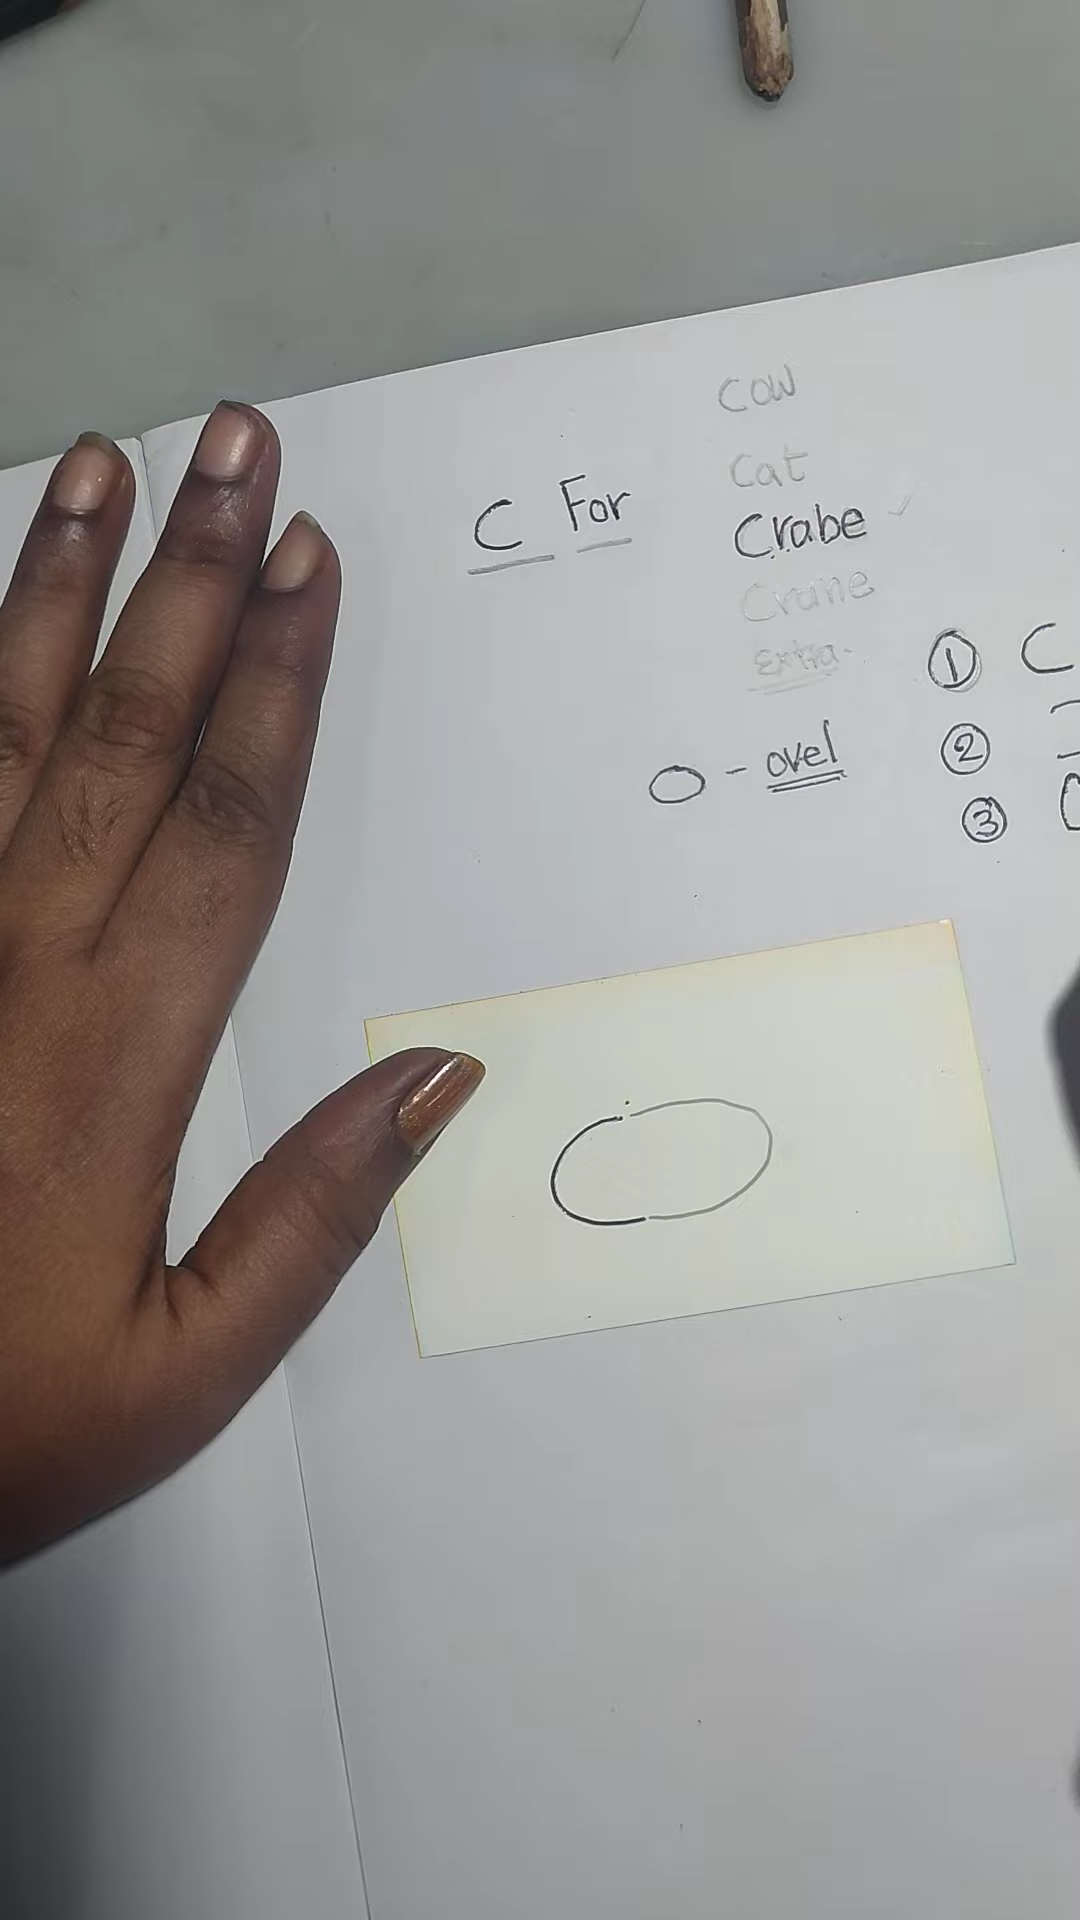 Cow
Cat
C For Crabe
Crane
Extra.
O - ovel
① C
②
③